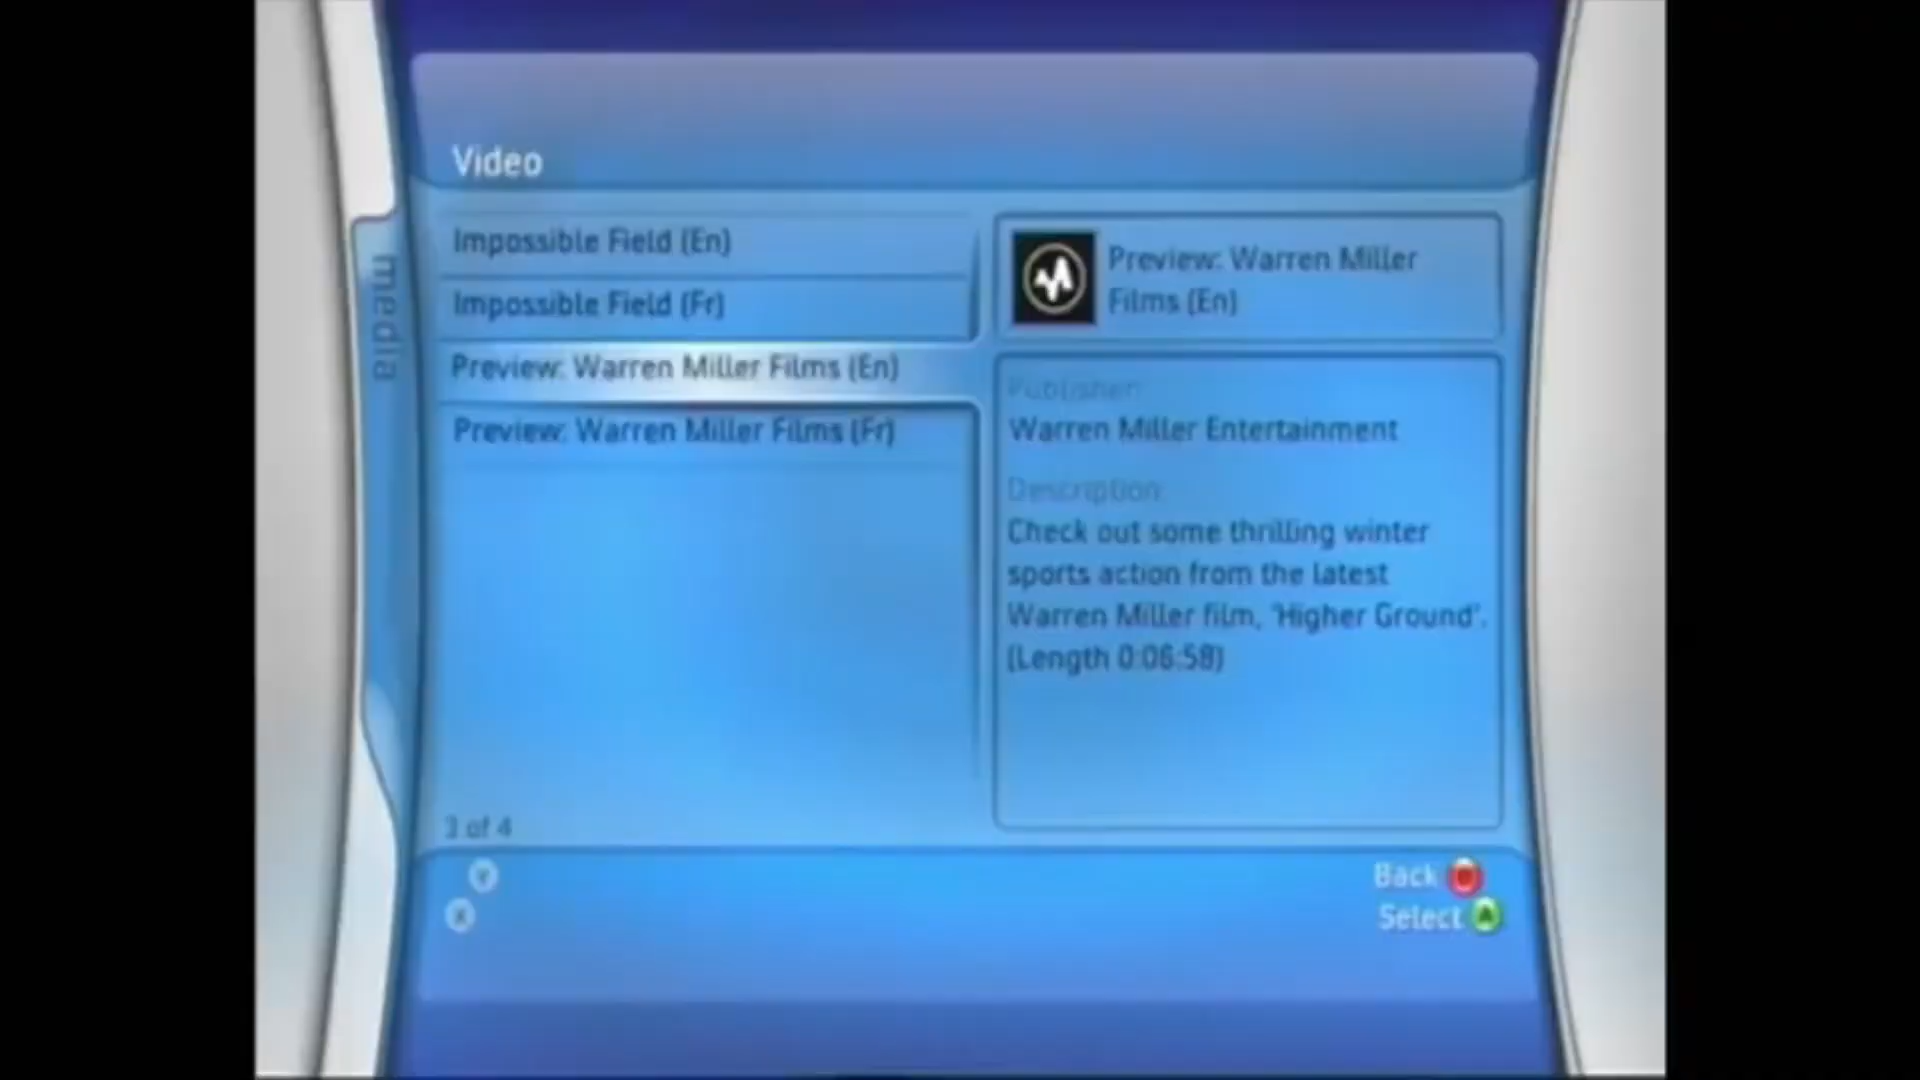 Video
media
Impossible Field (En)
Impossible Field (Fr)
Preview: Warren Miller Films (En)
Preview: Warren Miller Films (Fr)
3 of 4
Preview: Warren Miller
Films (En)
Publisher:
Warren Miller Entertainment
Description:
Check out some thrilling winter
sports action from the latest
Warren Miller film, 'Higher Ground'.
(Length 0:06:58)
Y
X
Back
Select A